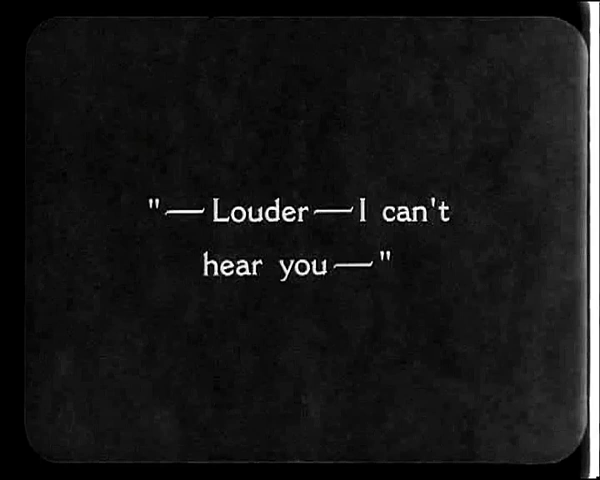 "— Louder — I can't
hear you — "